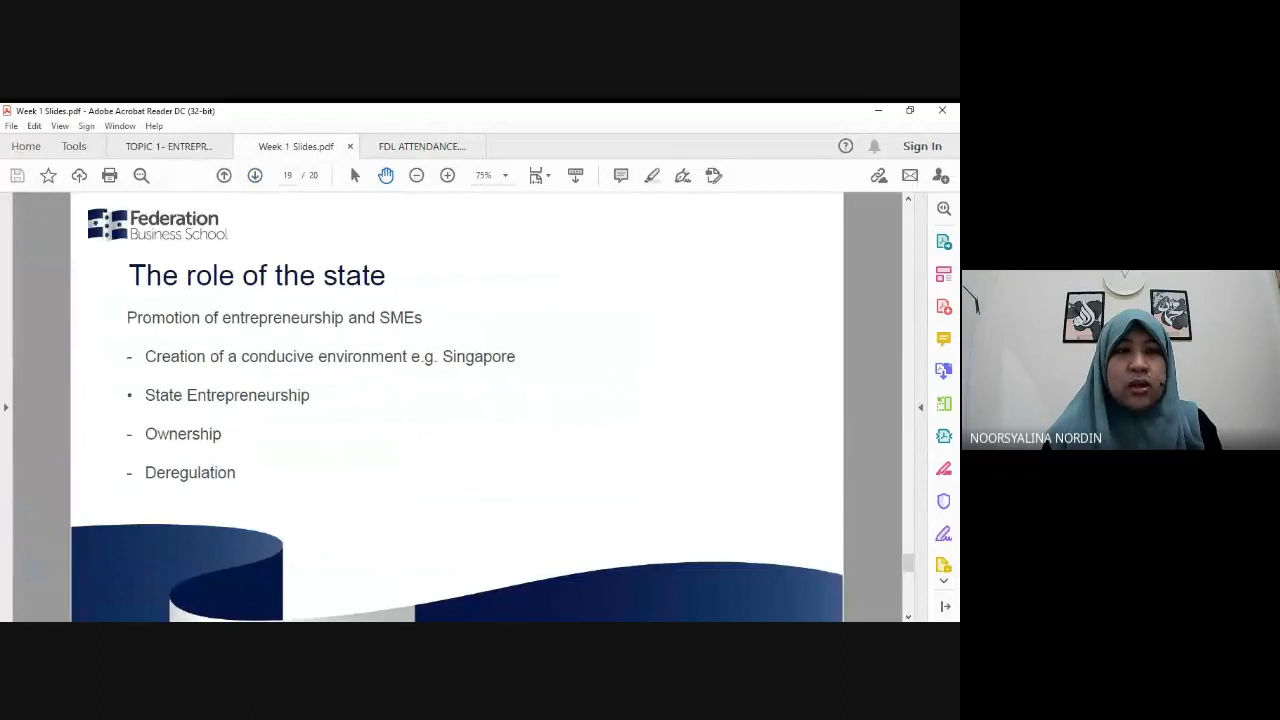 Week 1 Slides.pdf - Adobe Acrobat Reader DC (32-bit)
File Edit View Sign Window Help
Home Tools TOPIC 1- ENTREPR... Week 1 Slides.pdf × FDL ATTENDANCE.... Sign In
19 / 20 75%
Federation
Business School
The role of the state
Promotion of entrepreneurship and SMEs
- Creation of a conducive environment e.g. Singapore
• State Entrepreneurship
- Ownership
- Deregulation
NOORSYALINA NORDIN